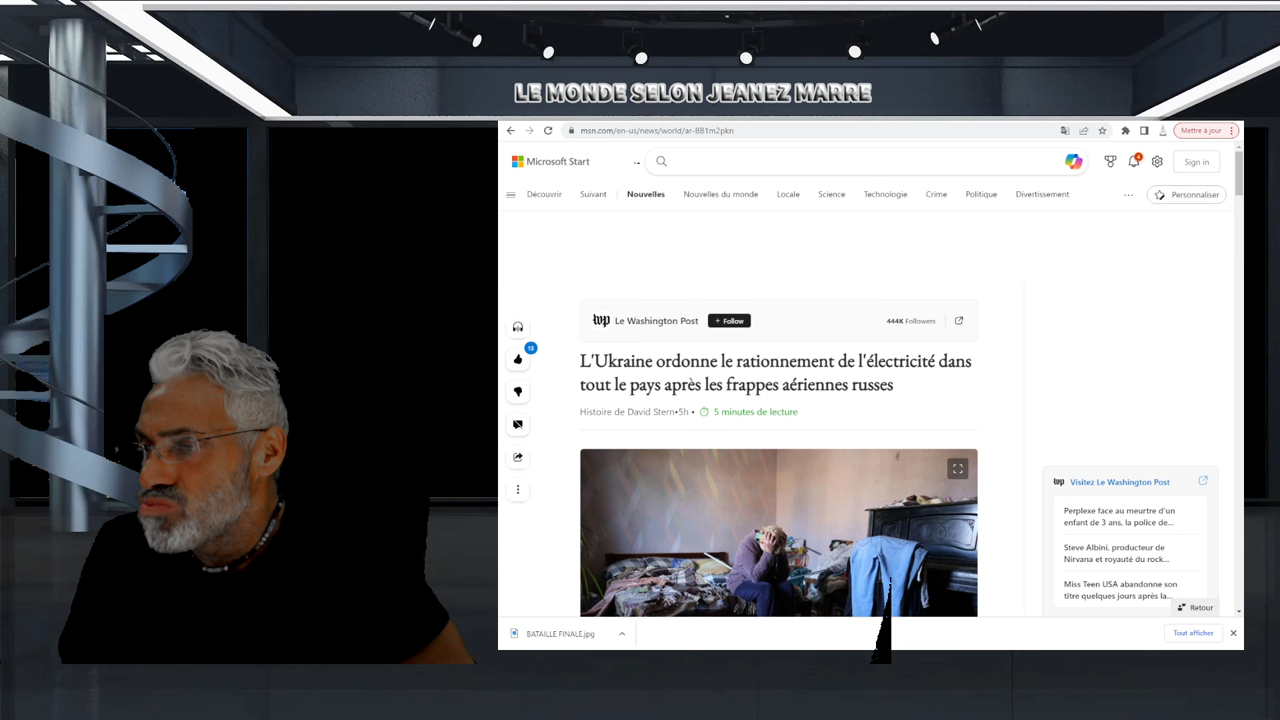 LE MONDE SELON JEANEZ MARRE
msn.com/en-us/news/world/ar-881m2pkn
Mettre à jour
Microsoft Start
4
Sign in
Découvrir Suivant Nouvelles Nouvelles du monde Locale Science Technologie Crime Politique Divertissement ... Personnaliser
wp Le Washington Post + Follow 444K Followers
13
L'Ukraine ordonne le rationnement de l'électricité dans
tout le pays après les frappes aériennes russes
Histoire de David Stern•5h • 5 minutes de lecture
wp Visitez Le Washington Post
Perplexe face au meurtre d'un
enfant de 3 ans, la police de...
Steve Albini, producteur de
Nirvana et royauté du rock...
Miss Teen USA abandonne son
titre quelques jours après la...
Retour
BATAILLE FINALE.jpg
Tout afficher